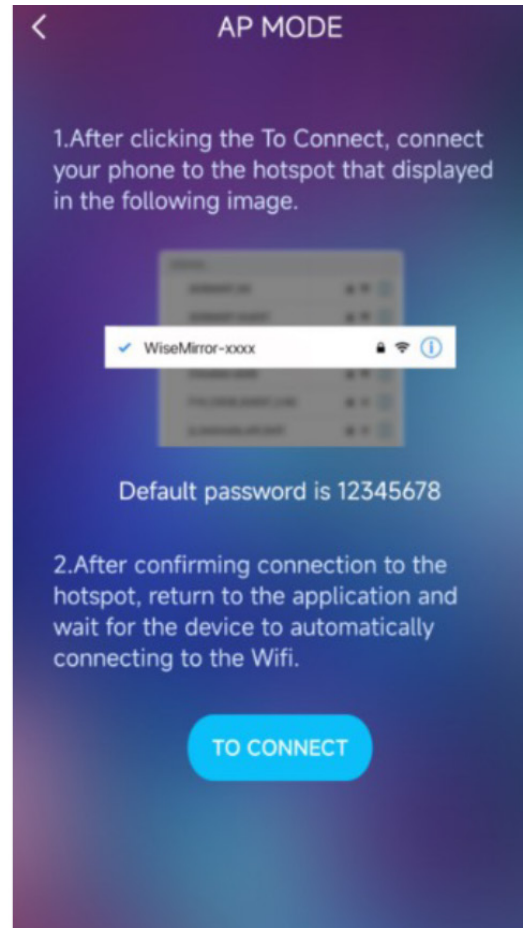 AP MODE
1.After clicking the To Connect, connect
your phone to the hotspot that displayed
in the following image.
WiseMirror-xxxx
Default password is 12345678
2.After confirming connection to the
hotspot, return to the application and
wait for the device to automatically
connecting to the Wifi.
TO CONNECT